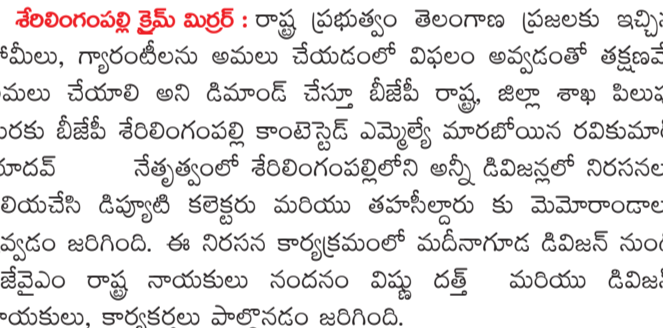 శేరిలింగంపల్లి క్రైమ్ మిర్రర్ : రాష్ట్ర ప్రభుత్వం తెలంగాణ ప్రజలకు ఇచ్చిన
హామీలు, గ్యారంటీలను అమలు చేయడంలో విఫలం అవ్వడంతో తక్షణమే
అమలు చేయాలి అని డిమాండ్ చేస్తూ బీజేపీ రాష్ట్ర, జిల్లా శాఖ పిలుపు
మేరకు బీజేపీ శేరిలింగంపల్లి కాంటెస్టెడ్ ఎమ్మెల్యే మారబోయిన రవికుమార్
యాదవ్ నేతృత్వంలో శేరిలింగంపల్లిలోని అన్నీ డివిజన్లలో నిరసనలు
తెలియచేసి డిప్యూటి కలెక్టరు మరియు తహసీల్దారు కు మెమోరాండాలు
ఇవ్వడం జరిగింది. ఈ నిరసన కార్యక్రమంలో మదీనాగూడ డివిజన్ నుండి
బీజేవైఎం రాష్ట్ర నాయకులు నందనం విష్ణు దత్త్ మరియు డివిజన్
నాయకులు, కార్యకర్తలు పాల్గొనడం జరిగింది.